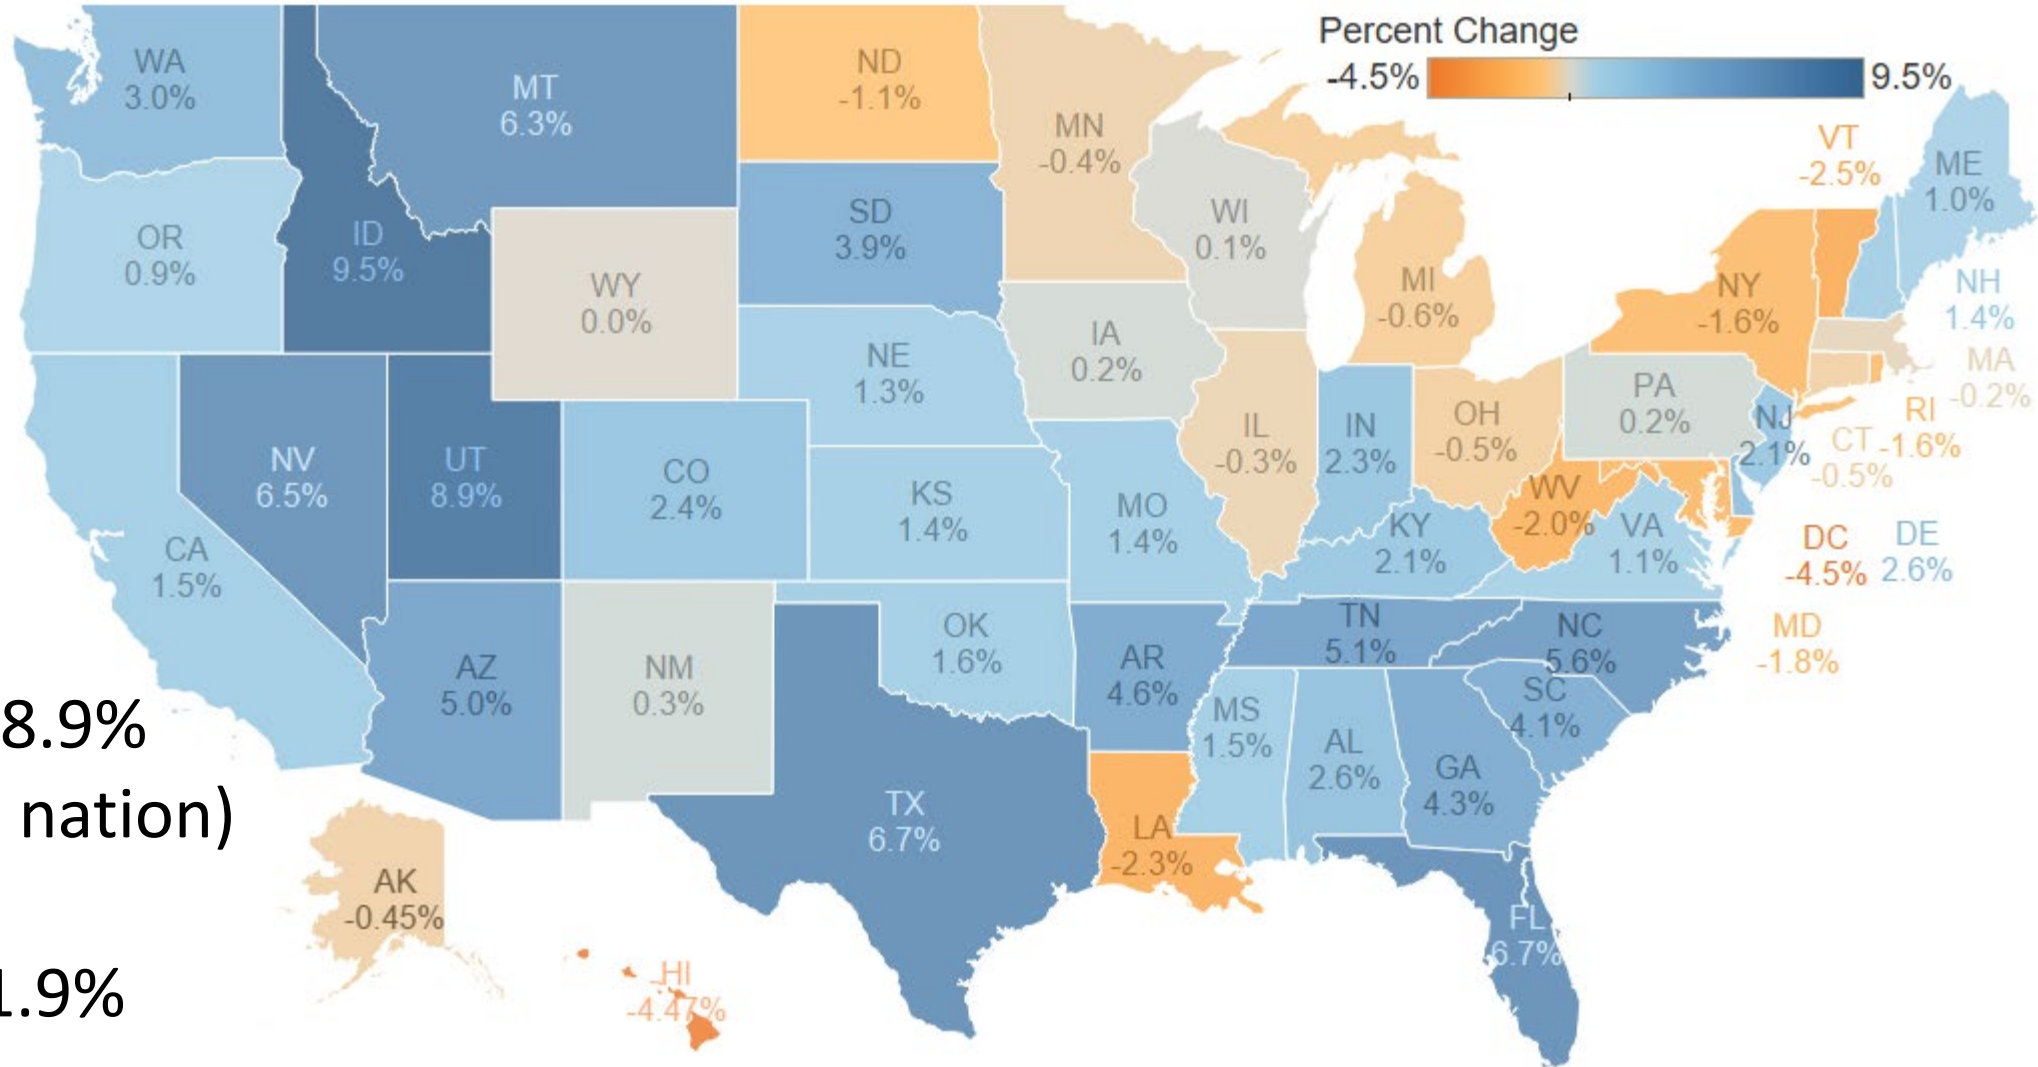 Percent Change
-4.5%
9.5%
WA
3.0%
MT
6.3%
ND
-1.1%
MN
-0.4%
VT
-2.5%
ME
1.0%
OR
0.9%
ID
9.5%
WY
0.0%
SD
3.9%
WI
0.1%
MI
-0.6%
NY
-1.6%
NH
1.4%
MA
-0.2%
IA
0.2%
NE
1.3%
PA
0.2%
RI
-1.6%
NV
6.5%
UT
8.9%
CO
2.4%
KS
1.4%
MO
1.4%
IL
-0.3%
IN
2.3%
OH
-0.5%
NJ
2.1%
CT
-0.5%
WV
-2.0%
VA
1.1%
KY
2.1%
DC
-4.5%
DE
2.6%
CA
1.5%
MD
-1.8%
AZ
5.0%
NM
0.3%
OK
1.6%
AR
4.6%
TN
5.1%
NC
5.6%
SC
4.1%
MS
1.5%
AL
2.6%
GA
4.3%
TX
6.7%
LA
-2.3%
FL
6.7%
AK
-0.45%
HI
-4.47%
8.9%
nation)
1.9%